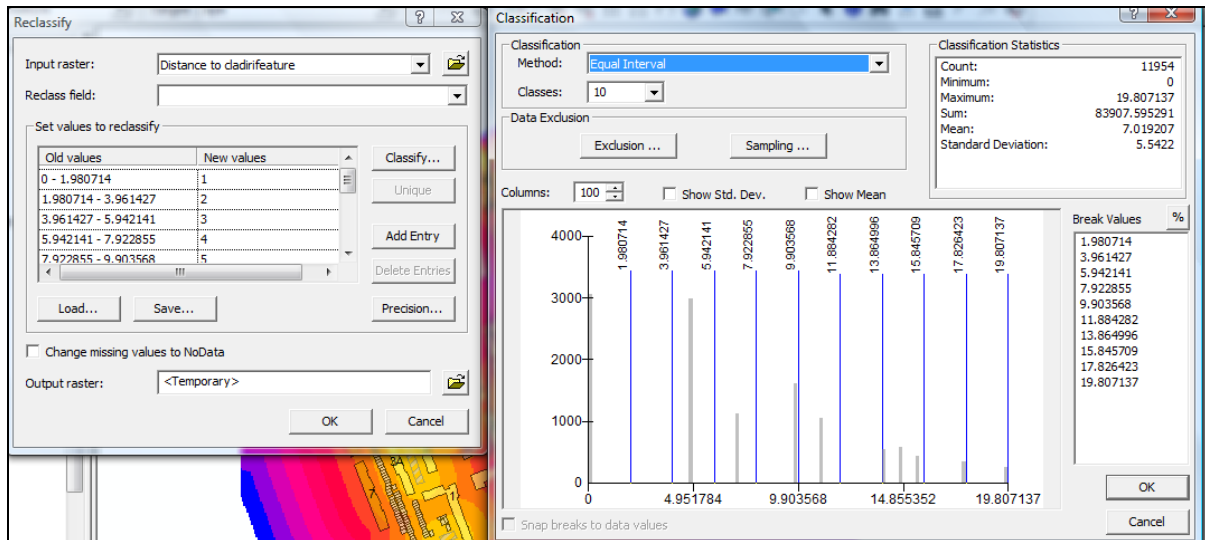 Reclassify
Input raster: Distance to cladirifeature
Reclass field:
Set values to reclassify
Old values New values
0 - 1.980714 1
1.980714 - 3.961427 2
3.961427 - 5.942141 3
5.942141 - 7.922855 4
7.922855 - 9.903568 5
Classify...
Unique
Add Entry
Delete Entries
Load... Save... Precision...
Change missing values to NoData
Output raster: <Temporary>
OK Cancel
Classification
Classification
Method: Equal Interval
Classes: 10
Data Exclusion
Exclusion ... Sampling ...
Classification Statistics
Count: 11954
Minimum: 0
Maximum: 19.807137
Sum: 83907.595291
Mean: 7.019207
Standard Deviation: 5.5422
Columns: 100 Show Std. Dev. Show Mean
1.980714
3.961427
5.942141
7.922855
9.903568
11.884282
13.864996
15.845709
17.826423
19.807137
4000
3000
2000
1000
0
0 4.951784 9.903568 14.855352 19.807137
Snap breaks to data values
Break Values %
1.980714
3.961427
5.942141
7.922855
9.903568
11.884282
13.864996
15.845709
17.826423
19.807137
OK
Cancel